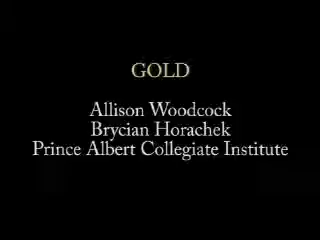 GOLD
Allison Woodcock
Brycian Horachek
Prince Albert Collegiate Institute